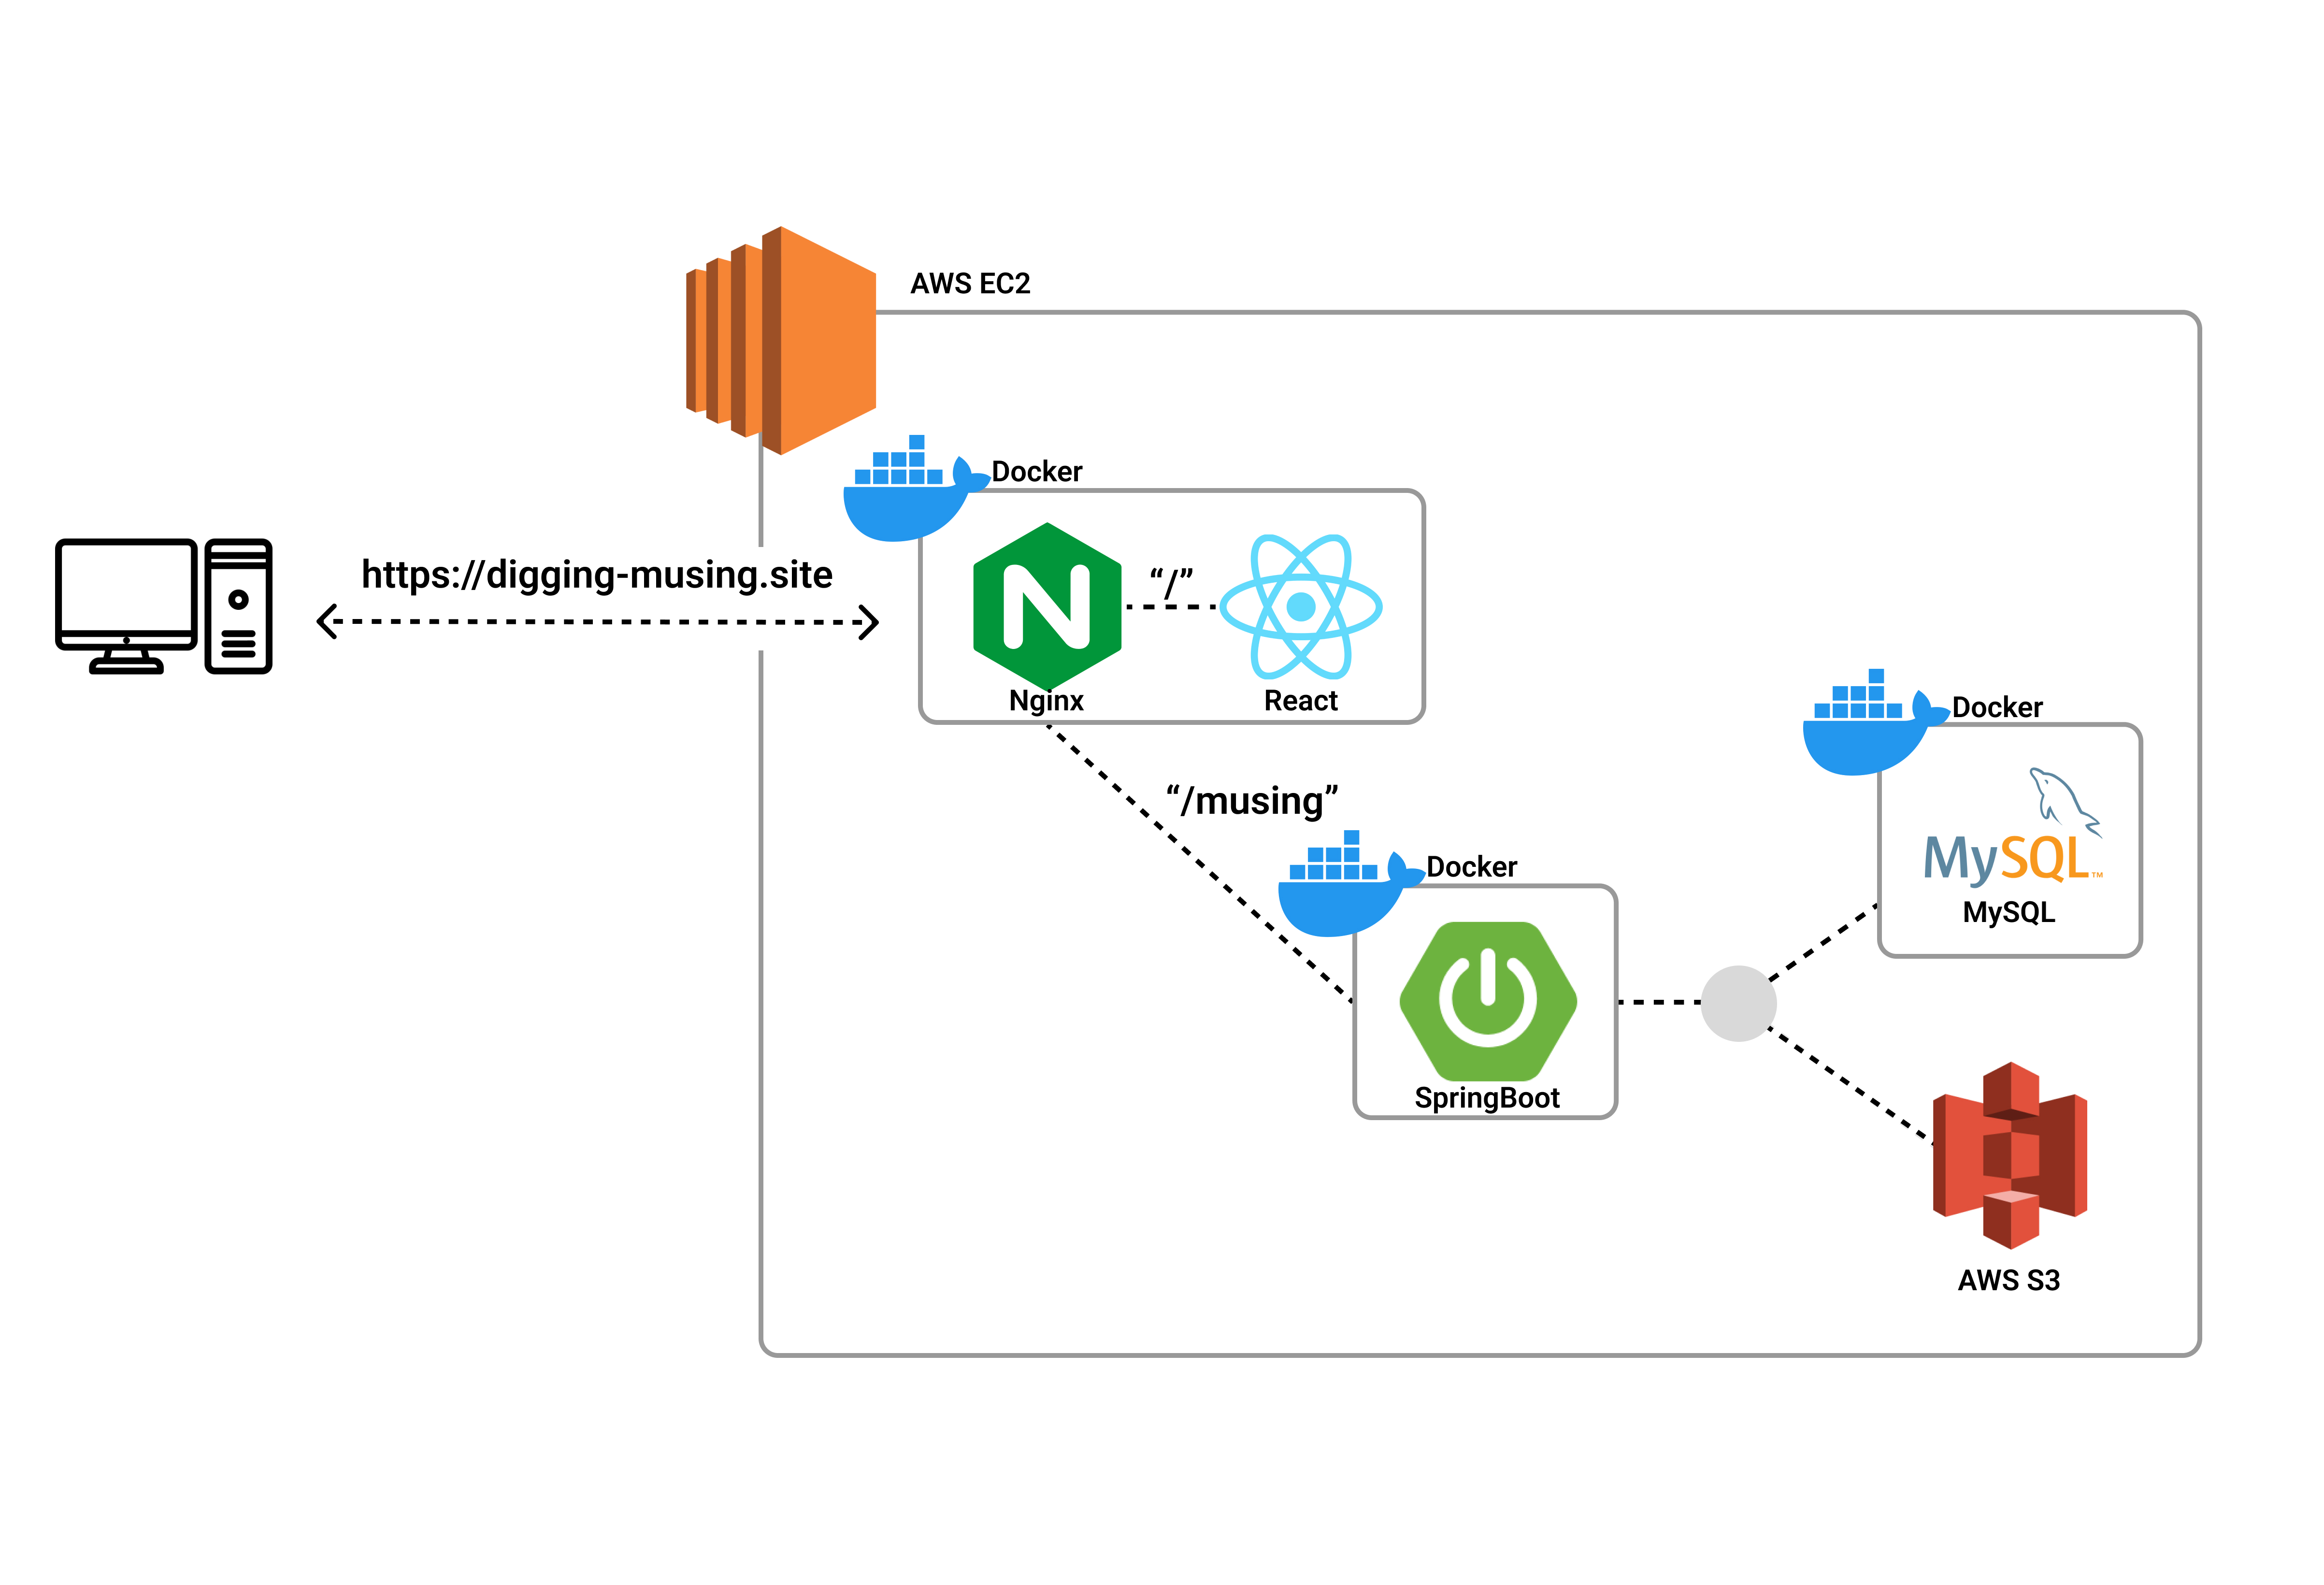 AWS EC2
Docker
https://digging-musing.site
“/”
Nginx
React
Docker
“/musing”
Docker
MySQL™
MySQL
SpringBoot
AWS S3